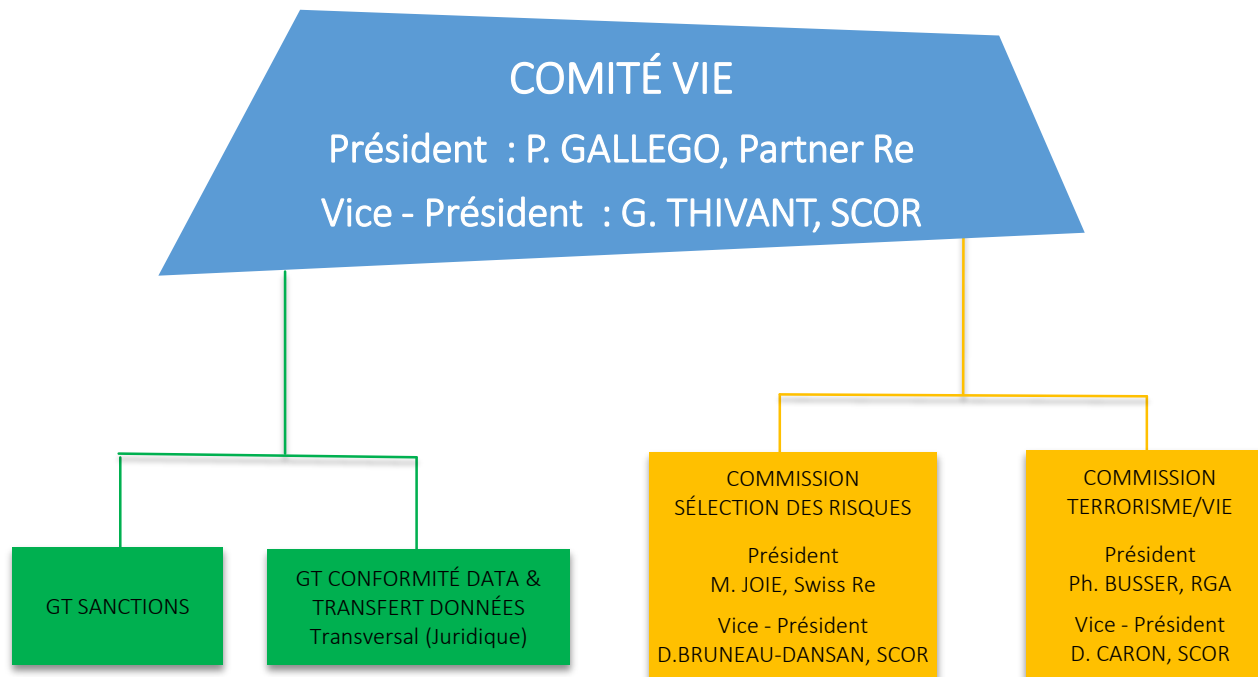 COMITÉ VIE
Président : P. GALLEGO, Partner Re
Vice - Président : G. THIVANT, SCOR
GT SANCTIONS
GT CONFORMITÉ DATA &
TRANSFERT DONNÉES
Transversal (Juridique)
COMMISSION
SÉLECTION DES RISQUES
Président
M. JOIE, Swiss Re
Vice - Président
D.BRUNEAU-DANSAN, SCOR
COMMISSION
TERRORISME/VIE
Président
Ph. BUSSER, RGA
Vice - Président
D. CARON, SCOR